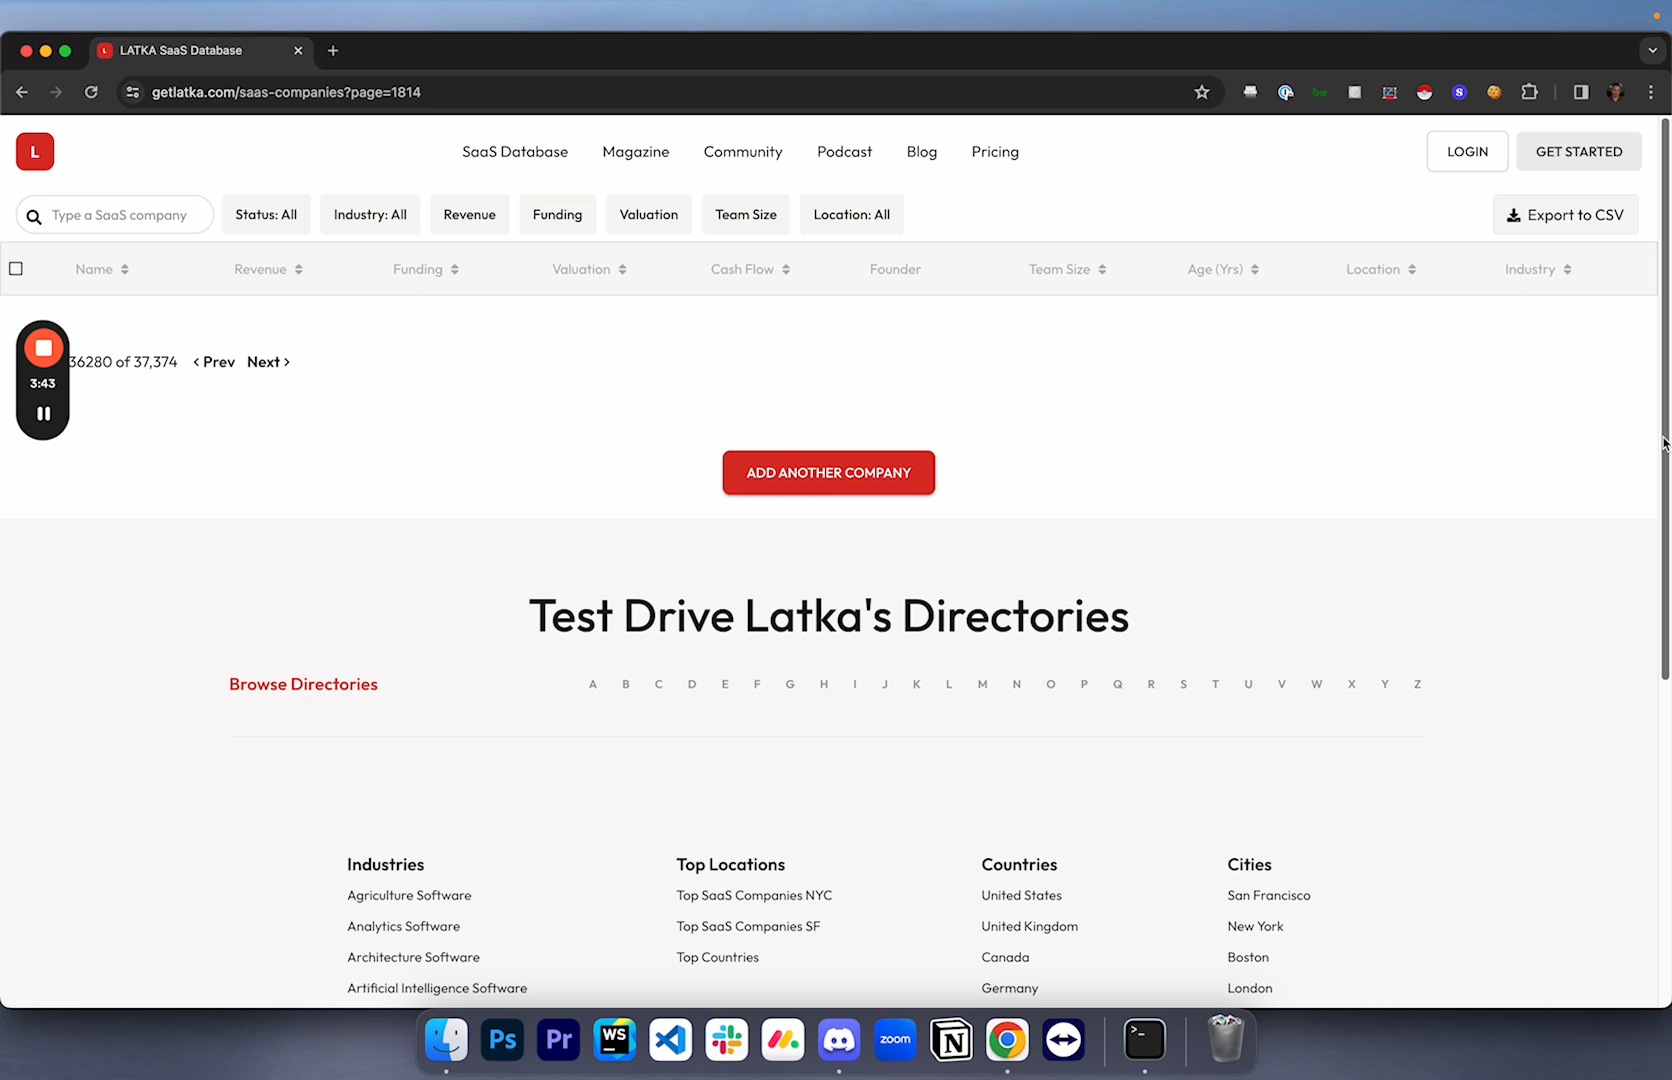 LATKA SaaS Database
getlatka.com/saas-companies?page=1814
L
SaaS Database Magazine Community Podcast Blog Pricing
LOGIN GET STARTED
Type a SaaS company Status: All Industry: All Revenue Funding Valuation Team Size Location: All Export to CSV
Name Revenue Funding Valuation Cash Flow Founder Team Size Age (Yrs) Location Industry
36280 of 37,374 ‹ Prev Next ›
3:43
ADD ANOTHER COMPANY
Test Drive Latka's Directories
Browse Directories A B C D E F G H I J K L M N O P Q R S T U V W X Y Z
Industries
Agriculture Software
Analytics Software
Architecture Software
Artificial Intelligence Software
Top Locations
Top SaaS Companies NYC
Top SaaS Companies SF
Top Countries
Countries
United States
United Kingdom
Canada
Germany
Cities
San Francisco
New York
Boston
London
Ps Pr WS zoom N >_